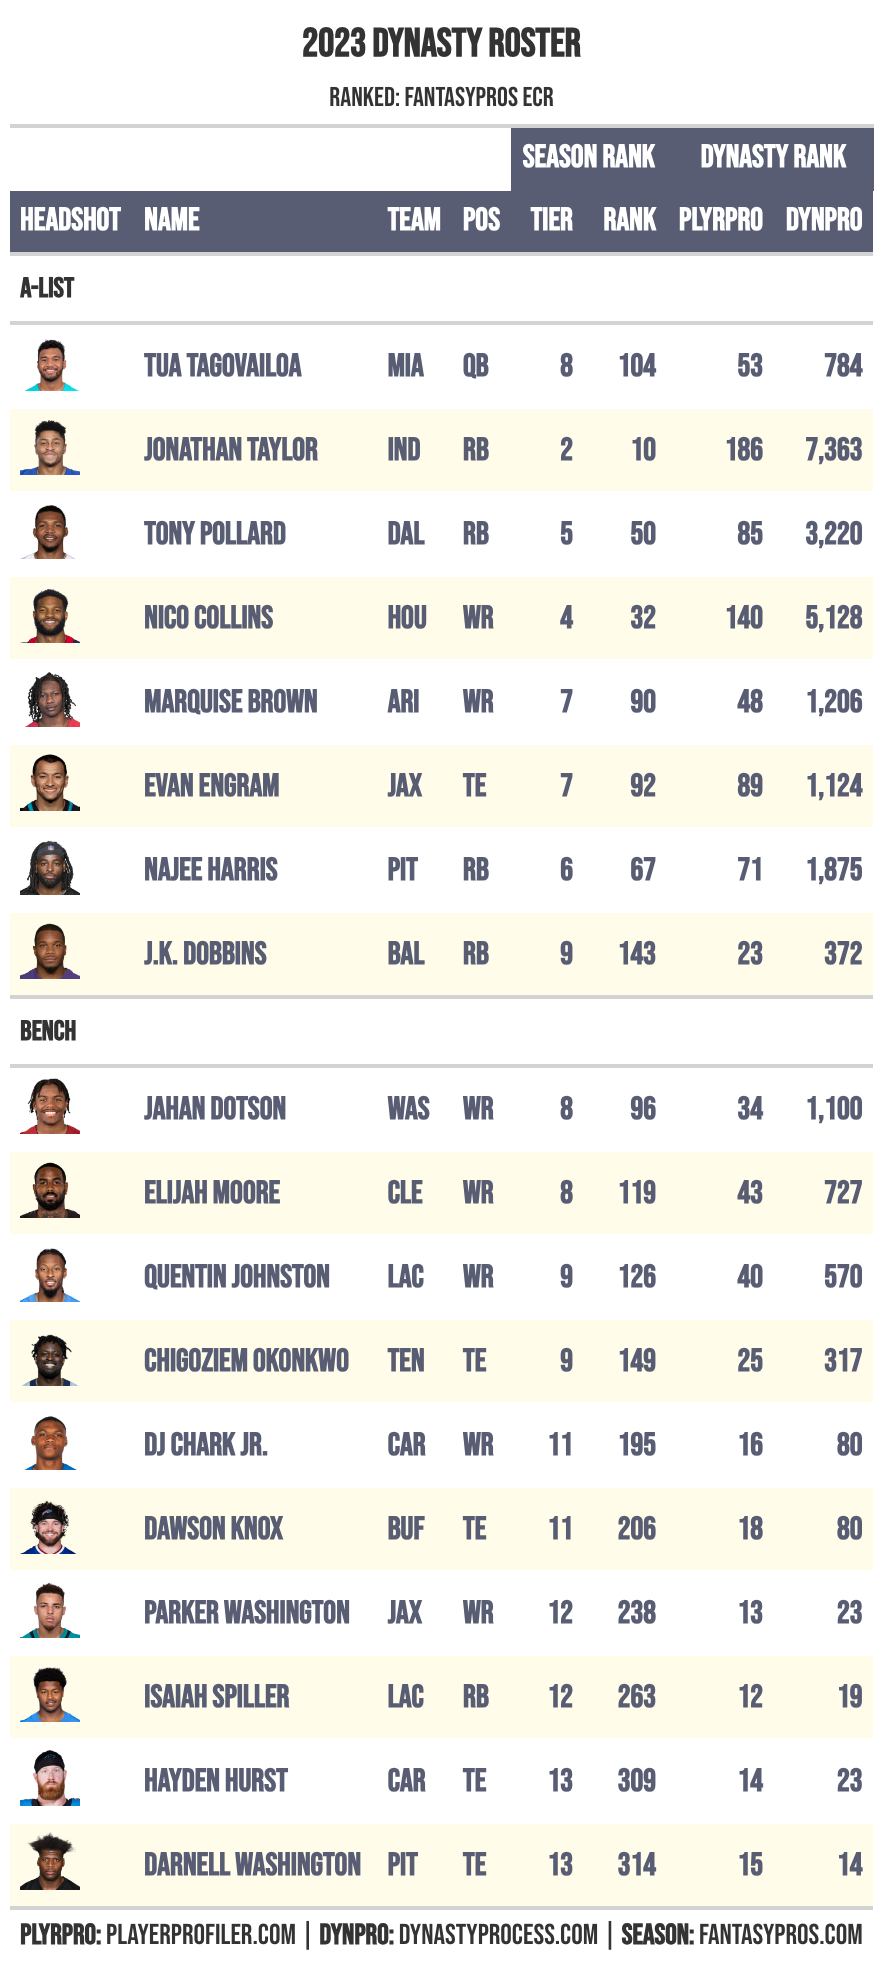 2023 DYNASTY ROSTER
RANKED: FANTASYPROS ECR
SEASON RANK DYNASTY RANK
HEADSHOT NAME TEAM POS TIER RANK PLYRPRO DYNPRO
A-LIST
TUA TAGOVAILOA MIA QB 8 104 53 784
JONATHAN TAYLOR IND RB 2 10 186 7,363
TONY POLLARD DAL RB 5 50 85 3,220
NICO COLLINS HOU WR 4 32 140 5,128
MARQUISE BROWN ARI WR 7 90 48 1,206
EVAN ENGRAM JAX TE 7 92 89 1,124
NAJEE HARRIS PIT RB 6 67 71 1,875
J.K. DOBBINS BAL RB 9 143 23 372
BENCH
JAHAN DOTSON WAS WR 8 96 34 1,100
ELIJAH MOORE CLE WR 8 119 43 727
QUENTIN JOHNSTON LAC WR 9 126 40 570
CHIGOZIEM OKONKWO TEN TE 9 149 25 317
DJ CHARK JR. CAR WR 11 195 16 80
DAWSON KNOX BUF TE 11 206 18 80
PARKER WASHINGTON JAX WR 12 238 13 23
ISAIAH SPILLER LAC RB 12 263 12 19
HAYDEN HURST CAR TE 13 309 14 23
DARNELL WASHINGTON PIT TE 13 314 15 14
PLYRPRO: PLAYERPROFILER.COM | DYNPRO: DYNASTYPROCESS.COM | SEASON: FANTASYPROS.COM